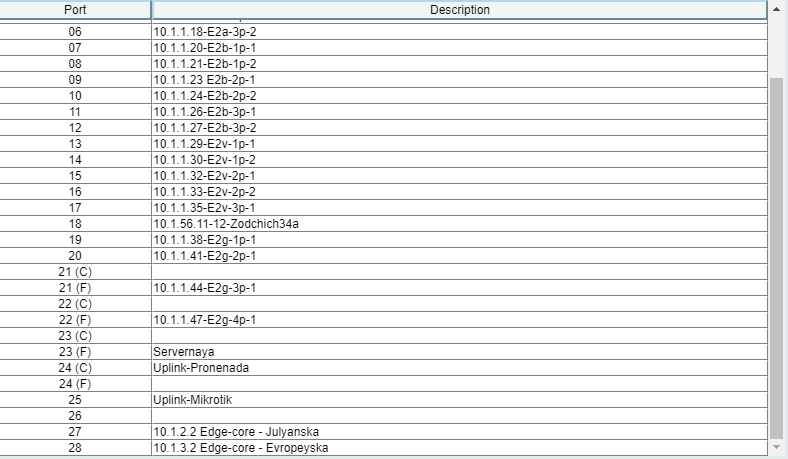 Port Description
06 10.1.1.18-E2a-3p-2
07 10.1.1.20-E2b-1p-1
08 10.1.1.21-E2b-1p-2
09 10.1.1.23 E2b-2p-1
10 10.1.1.24-E2b-2p-2
11 10.1.1.26-E2b-3p-1
12 10.1.1.27-E2b-3p-2
13 10.1.1.29-E2v-1p-1
14 10.1.1.30-E2v-1p-2
15 10.1.1.32-E2v-2p-1
16 10.1.1.33-E2v-2p-2
17 10.1.1.35-E2v-3p-1
18 10.1.56.11-12-Zodchich34a
19 10.1.1.38-E2g-1p-1
20 10.1.1.41-E2g-2p-1
21 (C)
21 (F) 10.1.1.44-E2g-3p-1
22 (C)
22 (F) 10.1.1.47-E2g-4p-1
23 (C)
23 (F) Servernaya
24 (C) Uplink-Pronenada
24 (F)
25 Uplink-Mikrotik
26
27 10.1.2.2 Edge-core - Julyanska
28 10.1.3.2 Edge-core - Evropeyska